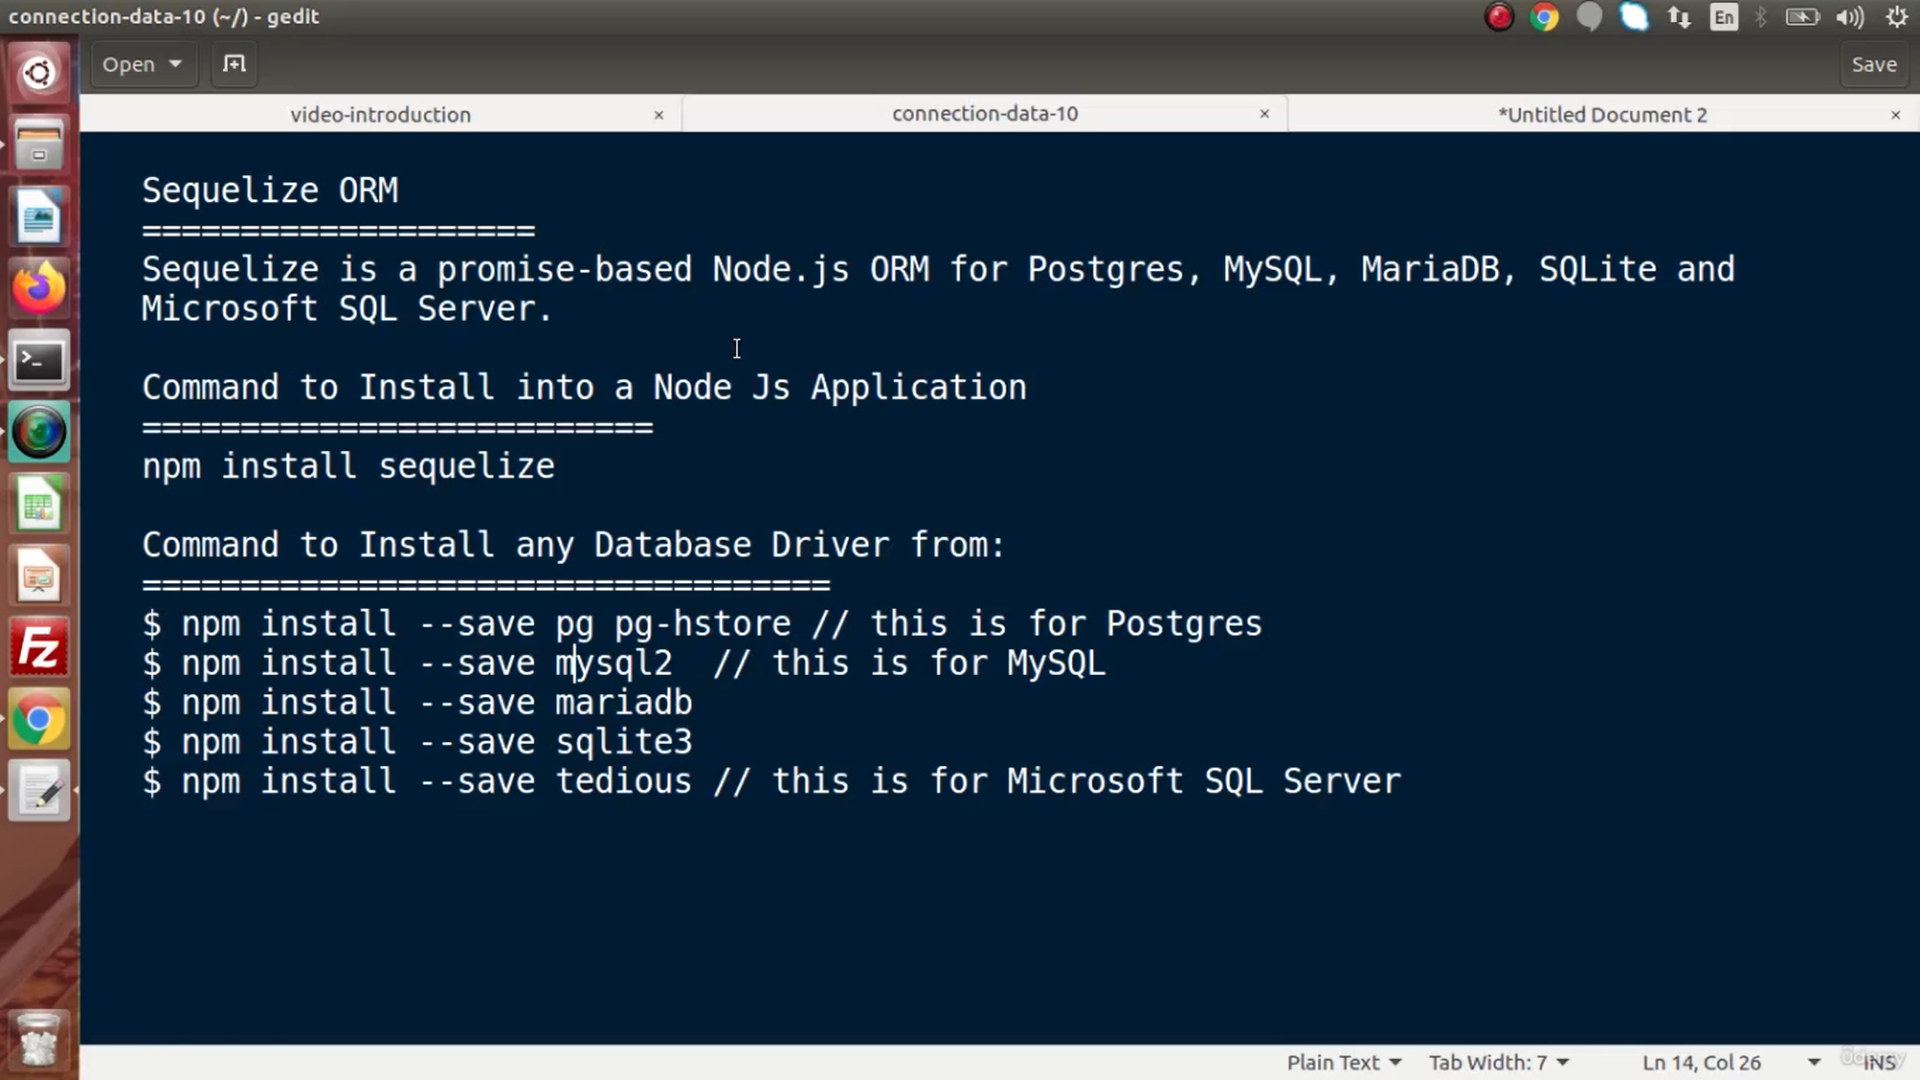 connection-data-10 (~/) - gedit
En
Open
Save
video-introduction
connection-data-10
*Untitled Document 2
Sequelize ORM
====================
Sequelize is a promise-based Node.js ORM for Postgres, MySQL, MariaDB, SQLite and
Microsoft SQL Server.
Command to Install into a Node Js Application
==========================
npm install sequelize
Command to Install any Database Driver from:
===================================
$ npm install --save pg pg-hstore // this is for Postgres
$ npm install --save mysql2  // this is for MySQL
$ npm install --save mariadb
$ npm install --save sqlite3
$ npm install --save tedious // this is for Microsoft SQL Server
Plain Text
Tab Width: 7
Ln 14, Col 26
INS
ûdemy
Fz